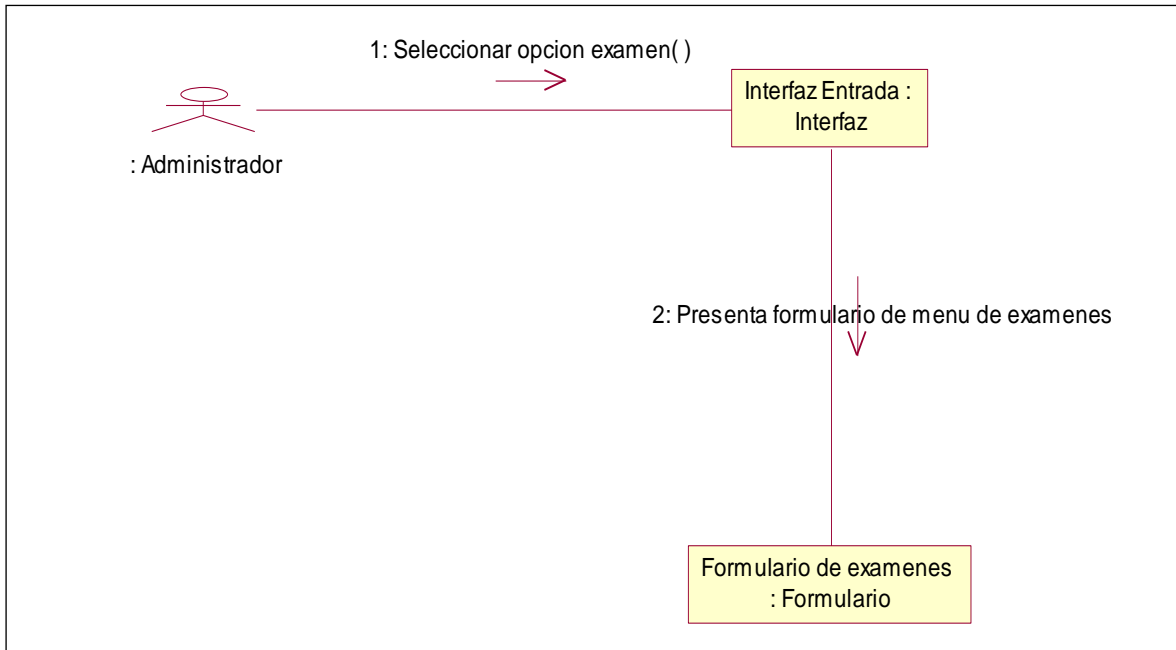 1: Seleccionar opcion examen( )
Interfaz Entrada :
Interfaz
: Administrador
2: Presenta formulario de menu de examenes
Formulario de examenes
: Formulario